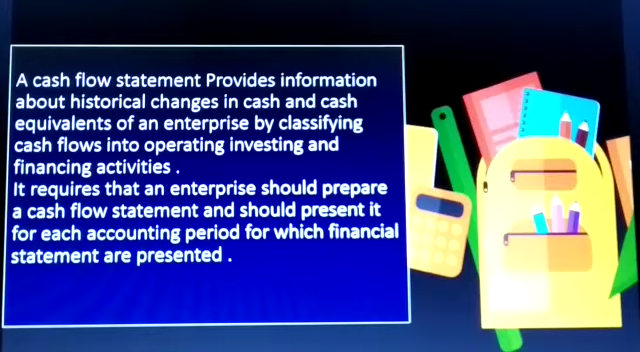 A cash flow statement Provides information
about historical changes in cash and cash
equivalents of an enterprise by classifying
cash flows into operating investing and
financing activities .
It requires that an enterprise should prepare
a cash flow statement and should present it
for each accounting period for which financial
statement are presented .